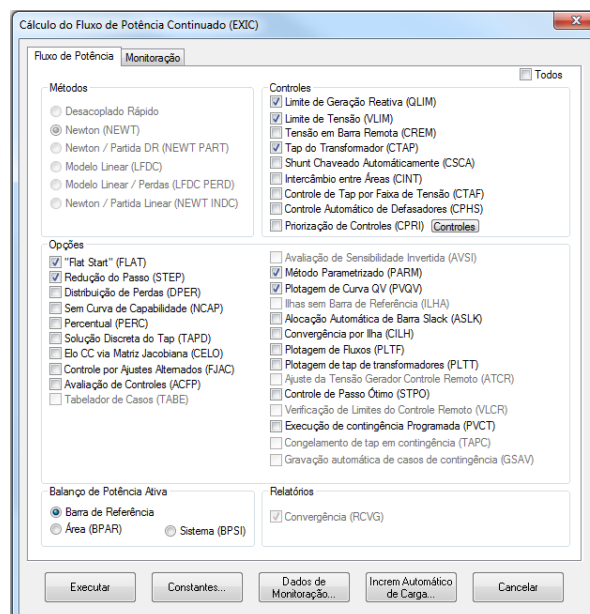 Cálculo do Fluxo de Potência Continuado (EXIC)
Fluxo de Potência Monitoração
Todos
Métodos
Desacoplado Rápido
Newton (NEWT)
Newton / Partida DR (NEWT PART)
Modelo Linear (LFDC)
Modelo Linear / Perdas (LFDC PERD)
Newton / Partida Linear (NEWT INDC)
Controles
Limite de Geração Reativa (QLIM)
Limite de Tensão (VLIM)
Tensão em Barra Remota (CREM)
Tap do Transformador (CTAP)
Shunt Chaveado Automáticamente (CSCA)
Intercâmbio entre Áreas (CINT)
Controle de Tap por Faixa de Tensão (CTAF)
Controle Automático de Defasadores (CPHS)
Priorização de Controles (CPRI) Controles
Opções
"Flat Start" (FLAT)
Redução do Passo (STEP)
Distribuição de Perdas (DPER)
Sem Curva de Capabilidade (NCAP)
Percentual (PERC)
Solução Discreta do Tap (TAPD)
Elo CC via Matriz Jacobiana (CELO)
Controle por Ajustes Alternados (FJAC)
Avaliação de Controles (ACFP)
Tabelador de Casos (TABE)
Avaliação de Sensibilidade Invertida (AVSI)
Método Parametrizado (PARM)
Plotagem de Curva QV (PVQV)
Ilhas sem Barra de Referência (ILHA)
Alocação Automática de Barra Slack (ASLK)
Convergência por Ilha (CILH)
Plotagem de Fluxos (PLTF)
Plotagem de tap de transformadores (PLTT)
Ajuste da Tensão Gerador Controle Remoto (ATCR)
Controle de Passo Ótimo (STPO)
Verificação de Limites do Controle Remoto (VLCR)
Execução de contingência Programada (PVCT)
Congelamento de tap em contingência (TAPC)
Gravação automática de casos de contingência (GSAV)
Balanço de Potência Ativa
Barra de Referência
Área (BPAR) Sistema (BPSI)
Relatórios
Convergência (RCVG)
Executar
Constantes...
Dados de
Monitoração...
Increm Automático
de Carga...
Cancelar